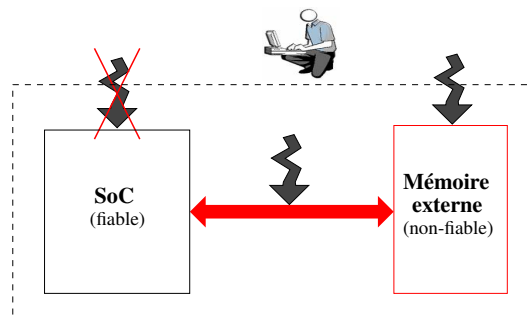 SoC
(fiable)
Mémoire
externe
(non-fiable)